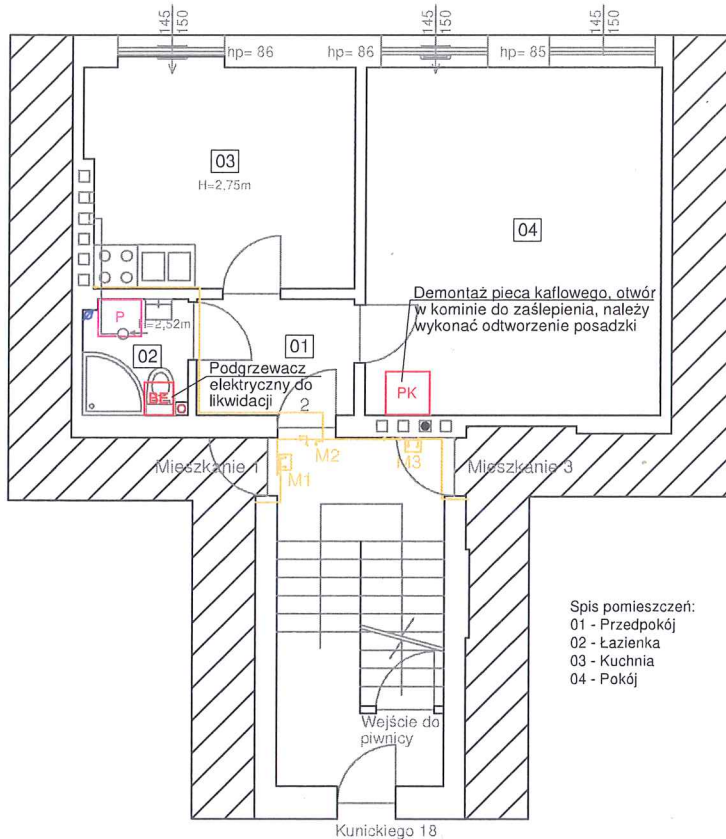 145
150
145
150
145
150
hp= 86
hp= 86
hp= 85
03
H=2,75m
04
Demontaż pieca kaflowego, otwór
w kominie do zaślepienia, należy
wykonać odtworzenie posadzki
P
H=2,52m
01
02
Podgrzewacz
elektryczny do
likwidacji
PK
2
M2
Mieszkanie 1
M1
M3
Mieszkanie 3
Spis pomieszczeń:
01 - Przedpokój
02 - Łazienka
03 - Kuchnia
04 - Pokój
Wejście do
piwnicy
Kunickiego 18